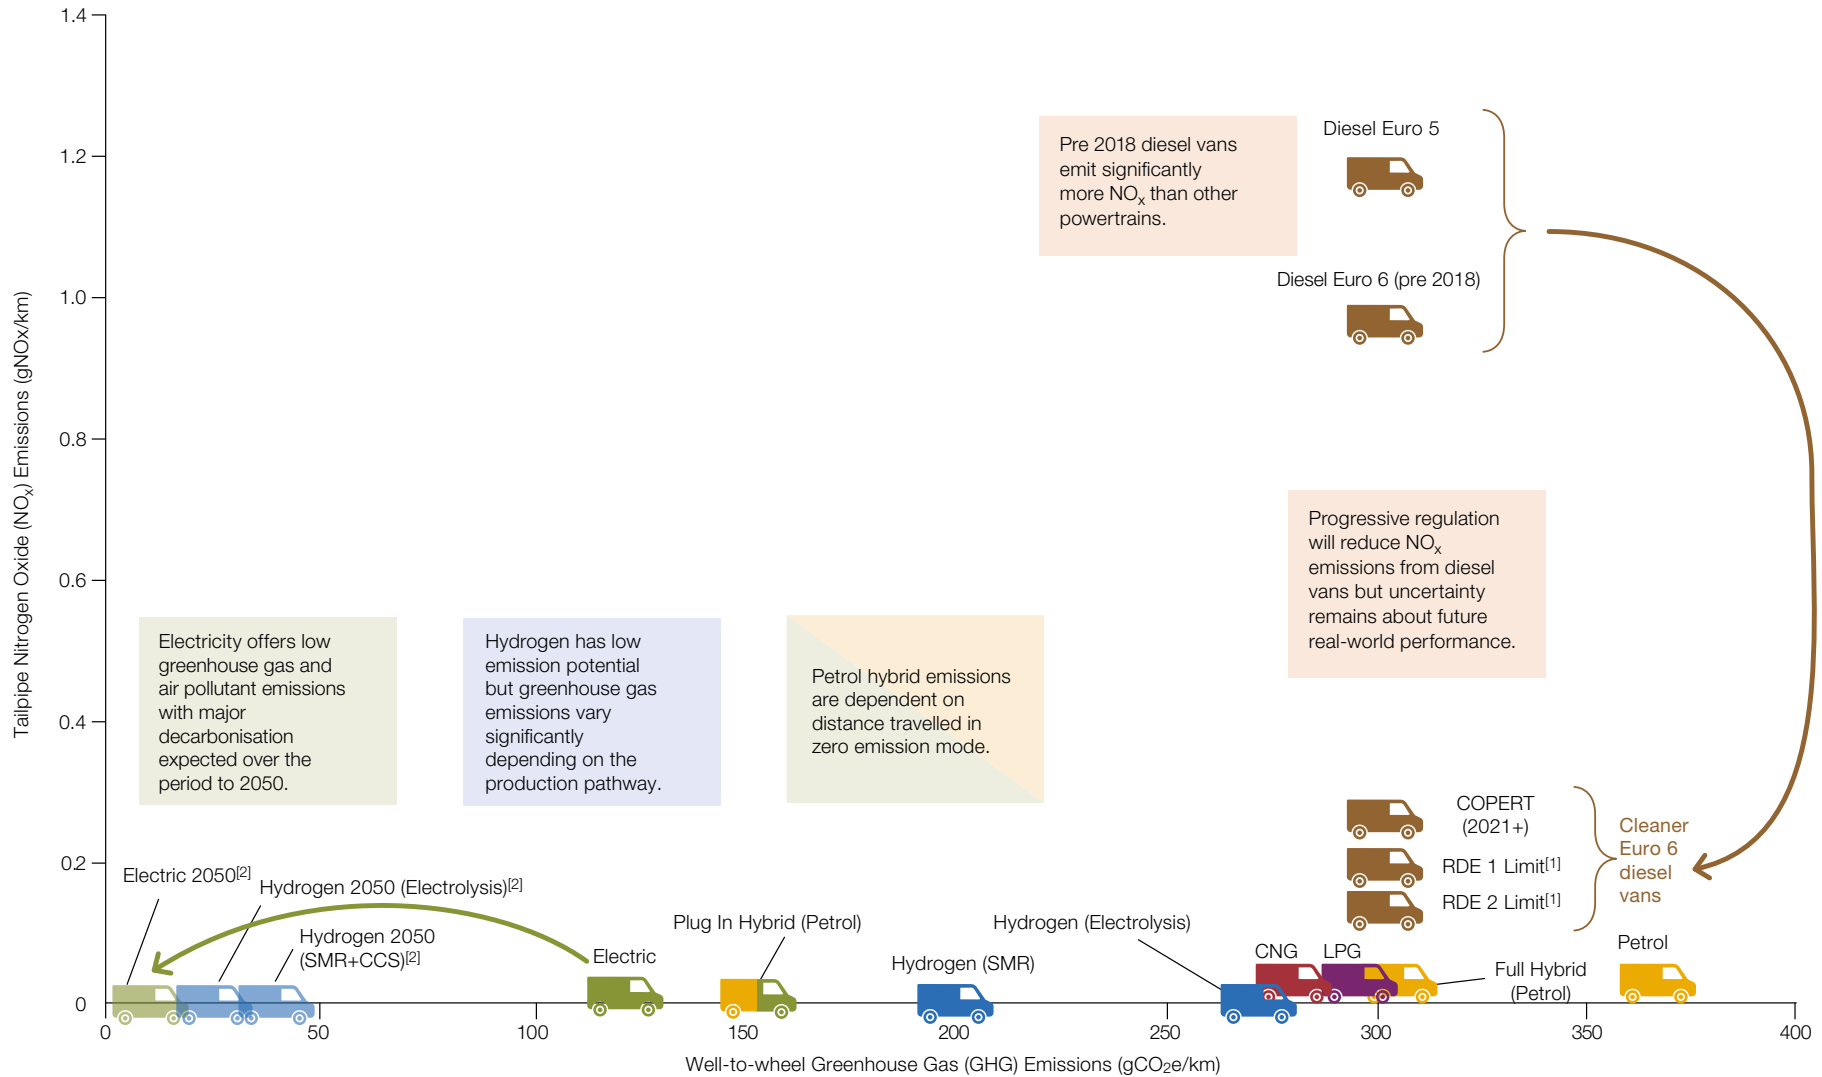 1.4
1.2
1.0
0.8
0.6
0.4
0.2
0
Tailpipe Nitrogen Oxide (NOx) Emissions (gNOx/km)
Pre 2018 diesel vans
emit significantly
more NOx than other
powertrains.
Diesel Euro 5
Diesel Euro 6 (pre 2018)
Progressive regulation
will reduce NOx
emissions from diesel
vans but uncertainty
remains about future
real-world performance.
Electricity offers low
greenhouse gas and
air pollutant emissions
with major
decarbonisation
expected over the
period to 2050.
Hydrogen has low
emission potential
but greenhouse gas
emissions vary
significantly
depending on the
production pathway.
Petrol hybrid emissions
are dependent on
distance travelled in
zero emission mode.
COPERT
(2021+)
RDE 1 Limit[1]
RDE 2 Limit[1]
Cleaner
Euro 6
diesel
vans
Electric 2050[2]
Hydrogen 2050 (Electrolysis)[2]
Hydrogen 2050
(SMR+CCS)[2]
Electric
Plug In Hybrid (Petrol)
Hydrogen (SMR)
Hydrogen (Electrolysis)
CNG
LPG
Full Hybrid
(Petrol)
Petrol
0
50
100
150
200
250
300
350
400
Well-to-wheel Greenhouse Gas (GHG) Emissions (gCO2e/km)